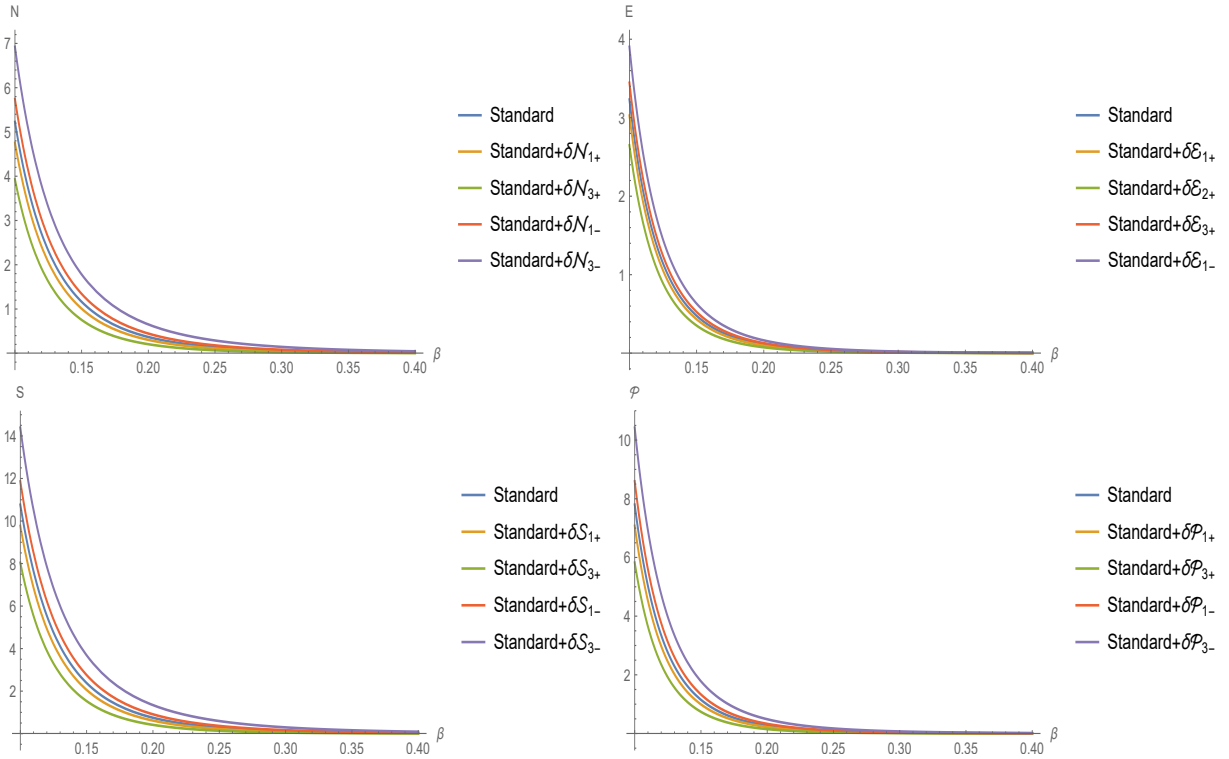 N
7
6
5
4
3
2
1
0.15 0.20 0.25 0.30 0.35 0.40
β
Standard
Standard+δ𝒩₁₊
Standard+δ𝒩₃₊
Standard+δ𝒩₁₋
Standard+δ𝒩₃₋
E
4
3
2
1
0.15 0.20 0.25 0.30 0.35 0.40
β
Standard
Standard+δℰ₁₊
Standard+δℰ₂₊
Standard+δℰ₃₊
Standard+δℰ₁₋
S
14
12
10
8
6
4
2
0.15 0.20 0.25 0.30 0.35 0.40
β
Standard
Standard+δ𝒮₁₊
Standard+δ𝒮₃₊
Standard+δ𝒮₁₋
Standard+δ𝒮₃₋
𝒫
10
8
6
4
2
0.15 0.20 0.25 0.30 0.35 0.40
β
Standard
Standard+δ𝒫₁₊
Standard+δ𝒫₃₊
Standard+δ𝒫₁₋
Standard+δ𝒫₃₋